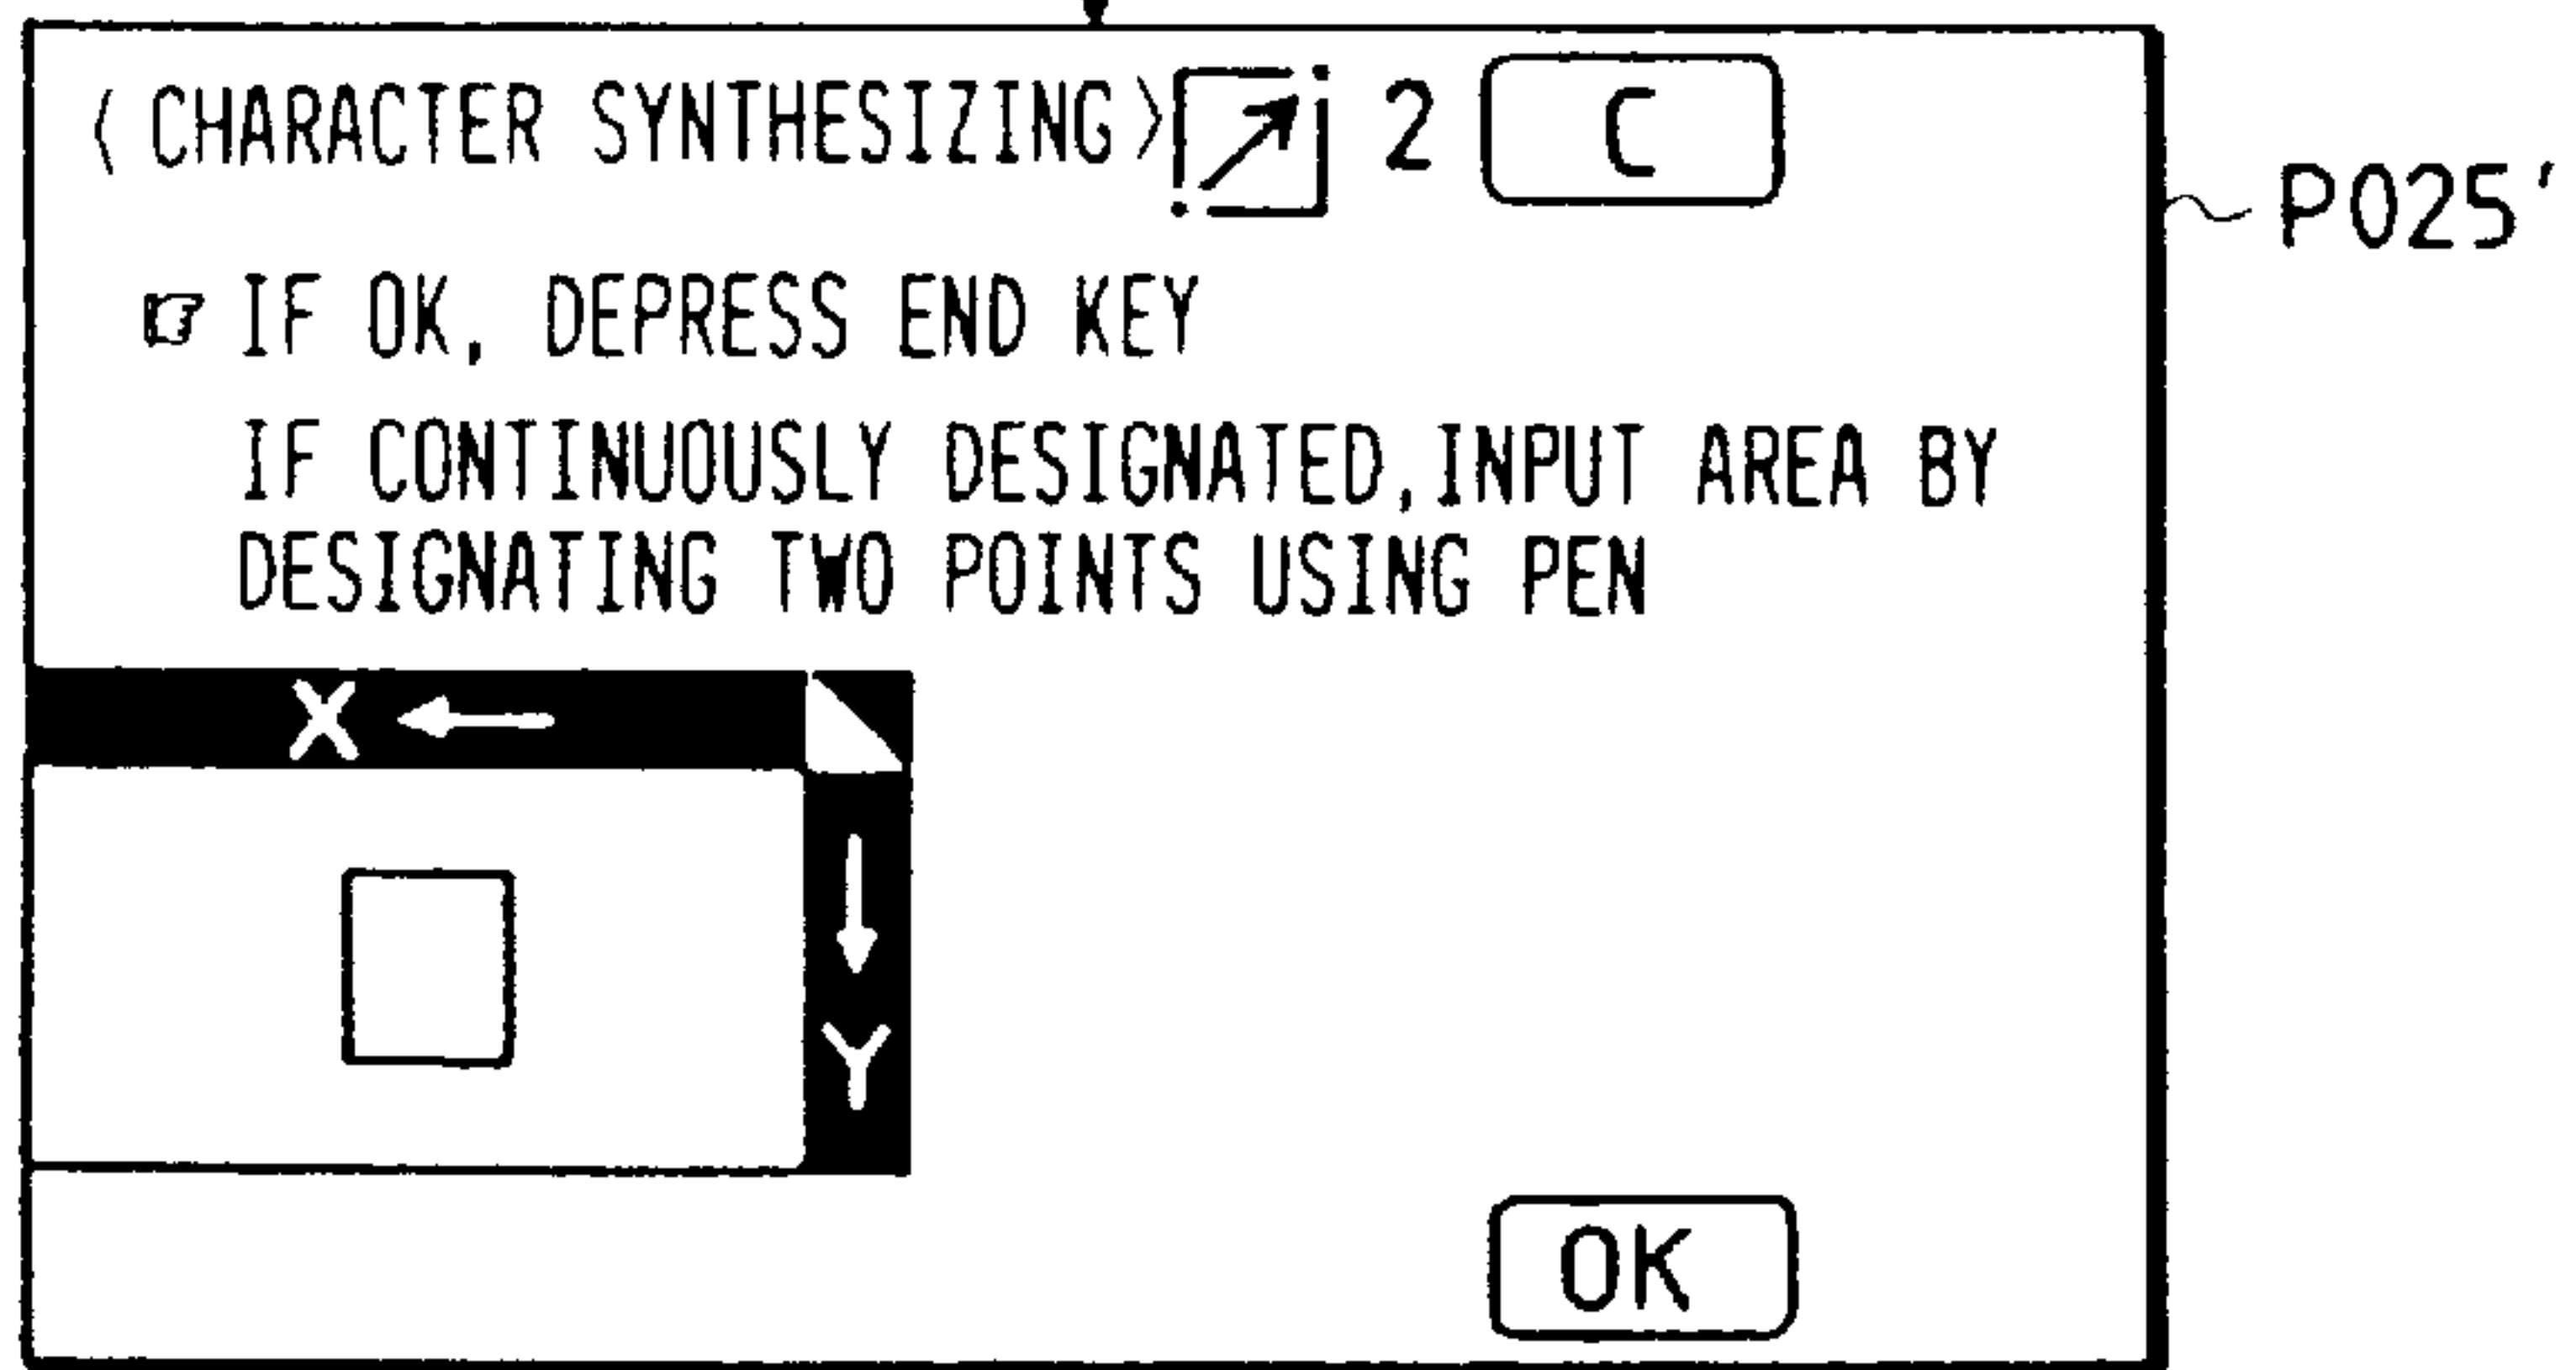 〈 CHARACTER SYNTHESIZING 〉 2 C
P025'
☞ IF OK, DEPRESS END KEY
IF CONTINUOUSLY DESIGNATED, INPUT AREA BY
DESIGNATING TWO POINTS USING PEN
X ←
↓
Y
OK